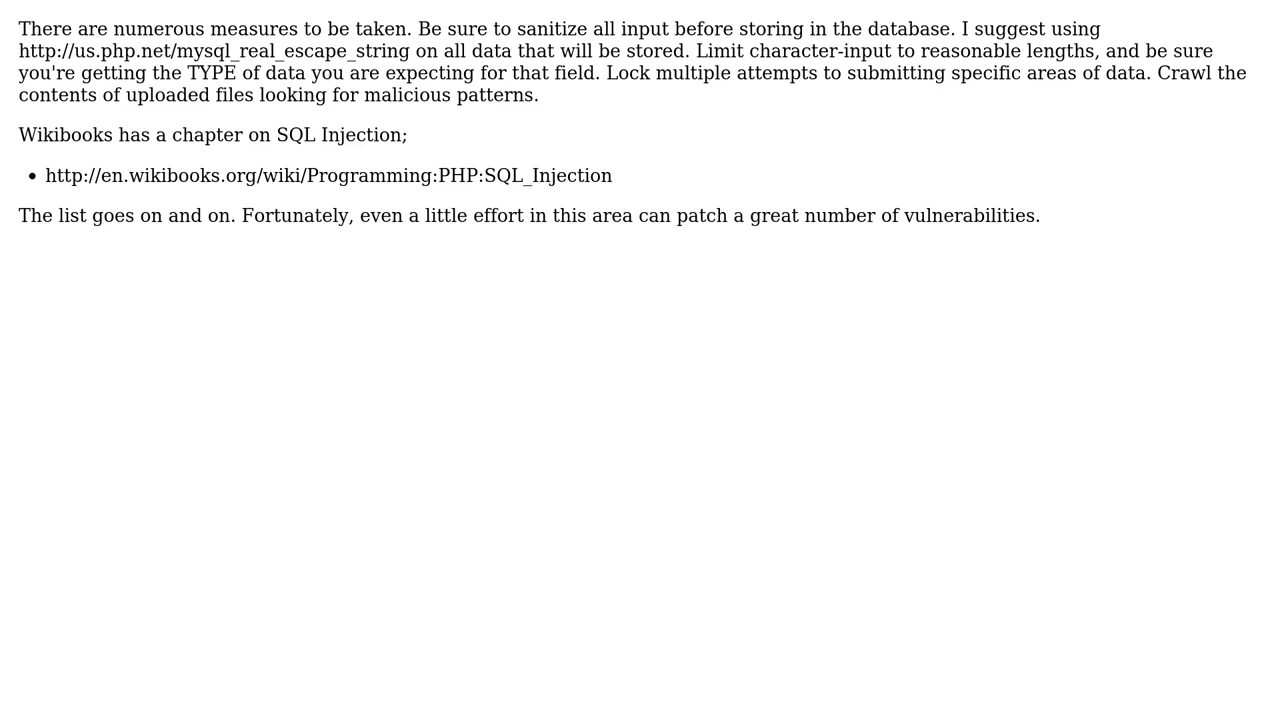 There are numerous measures to be taken. Be sure to sanitize all input before storing in the database. I suggest using
http://us.php.net/mysql_real_escape_string on all data that will be stored. Limit character-input to reasonable lengths, and be sure
you're getting the TYPE of data you are expecting for that field. Lock multiple attempts to submitting specific areas of data. Crawl the
contents of uploaded files looking for malicious patterns.
Wikibooks has a chapter on SQL Injection;
• http://en.wikibooks.org/wiki/Programming:PHP:SQL_Injection
The list goes on and on. Fortunately, even a little effort in this area can patch a great number of vulnerabilities.